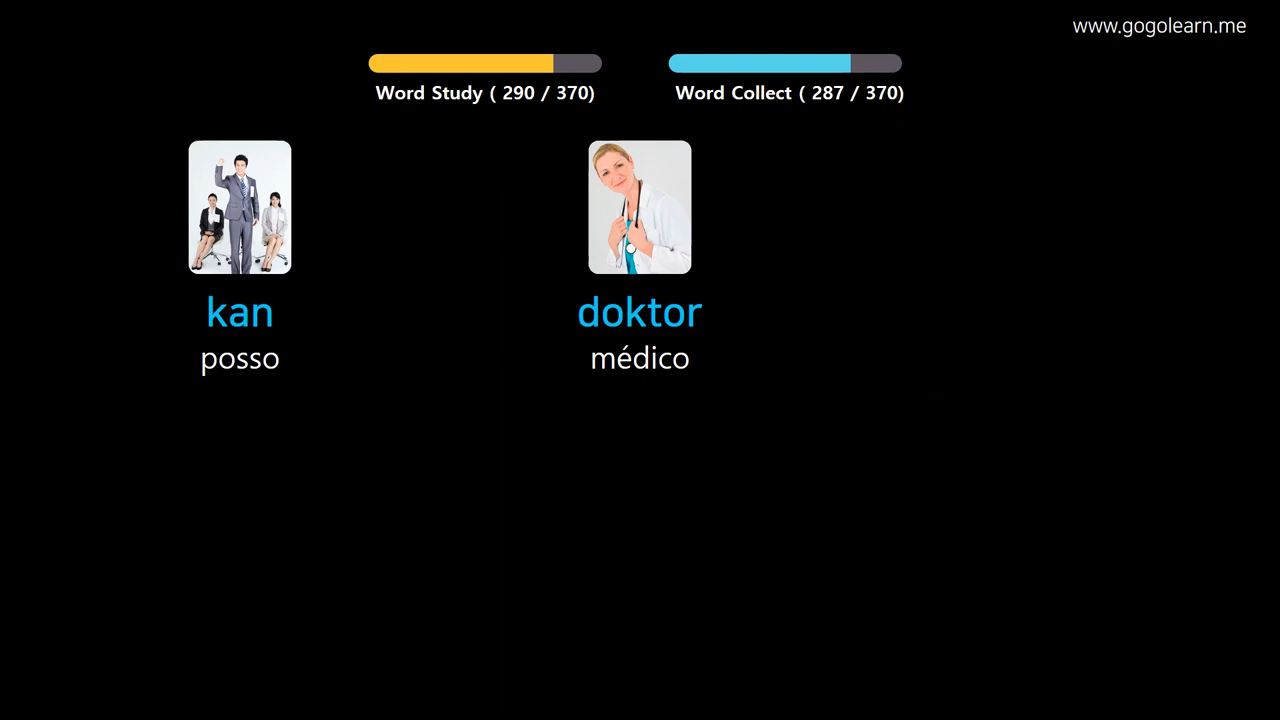 www.gogolearn.me
Word Study ( 290 / 370)
Word Collect ( 287 / 370)
kan
posso
doktor
médico